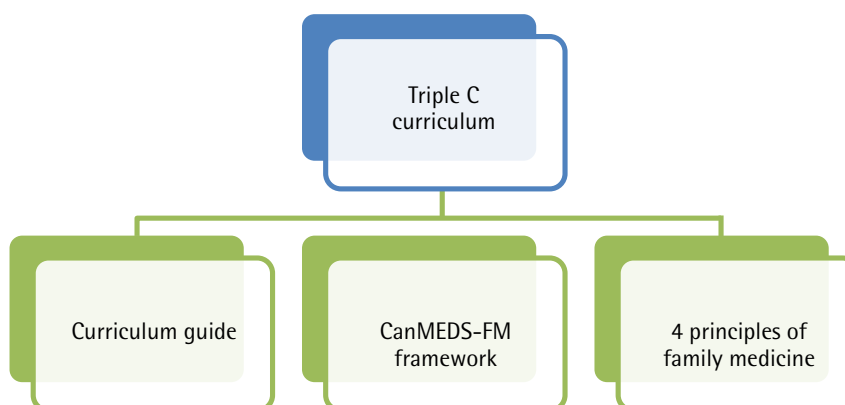 Triple C
curriculum
Curriculum guide
CanMEDS-FM
framework
4 principles of
family medicine